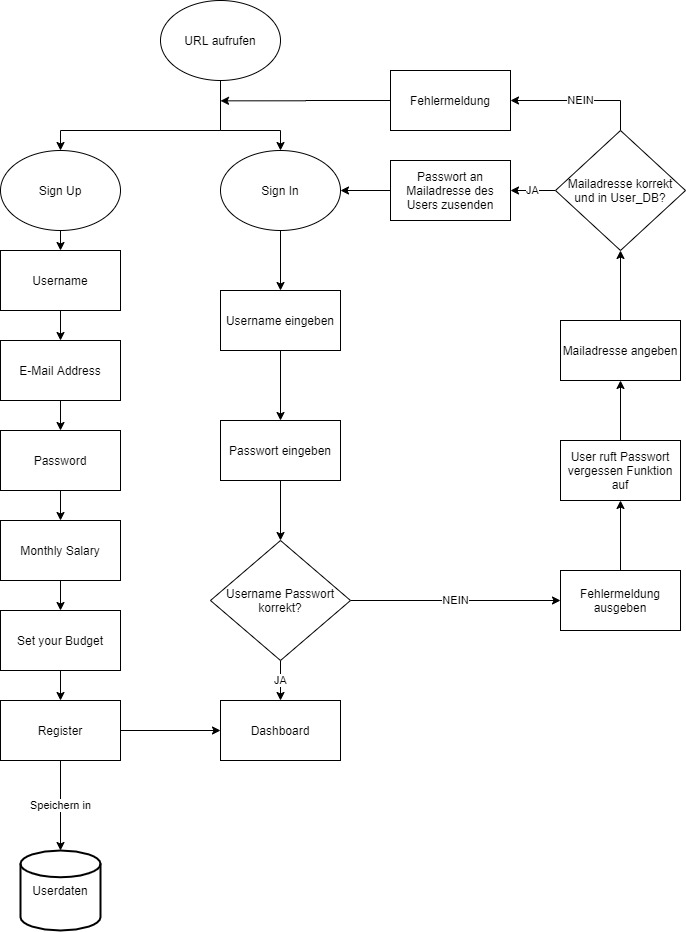 URL aufrufen
Fehlermeldung
NEIN
Sign Up
Sign In
Passwort an
Mailadresse des
Users zusenden
JA
Mailadresse korrekt
und in User_DB?
Username
Username eingeben
Mailadresse angeben
E-Mail Address
Password
Passwort eingeben
User ruft Passwort
vergessen Funktion
auf
Monthly Salary
Username Passwort
korrekt?
NEIN
Fehlermeldung
ausgeben
Set your Budget
JA
Register
Dashboard
Speichern in
Userdaten